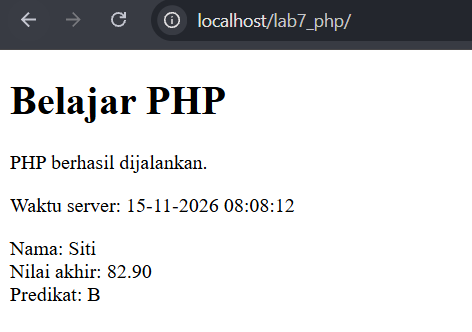 localhost/lab7_php/
Belajar PHP
PHP berhasil dijalankan.
Waktu server: 15-11-2026 08:08:12
Nama: Siti
Nilai akhir: 82.90
Predikat: B